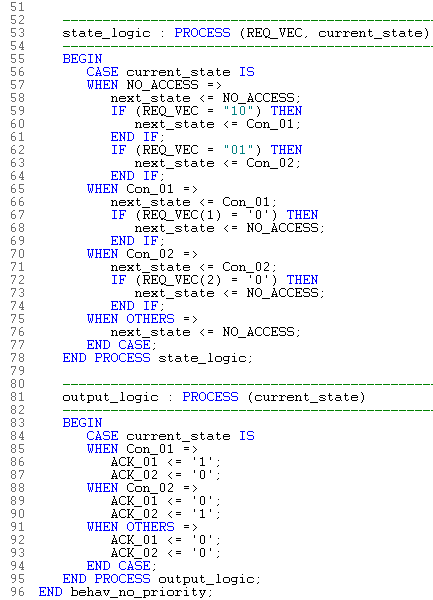 51
52 --------------------------------------------------
53 state_logic : PROCESS (REQ_VEC, current_state)
54 --------------------------------------------------
55 BEGIN
56 CASE current_state IS
57 WHEN NO_ACCESS =>
58 next_state <= NO_ACCESS;
59 IF (REQ_VEC = "10") THEN
60 next_state <= Con_01;
61 END IF;
62 IF (REQ_VEC = "01") THEN
63 next_state <= Con_02;
64 END IF;
65 WHEN Con_01 =>
66 next_state <= Con_01;
67 IF (REQ_VEC(1) = '0') THEN
68 next_state <= NO_ACCESS;
69 END IF;
70 WHEN Con_02 =>
71 next_state <= Con_02;
72 IF (REQ_VEC(2) = '0') THEN
73 next_state <= NO_ACCESS;
74 END IF;
75 WHEN OTHERS =>
76 next_state <= NO_ACCESS;
77 END CASE;
78 END PROCESS state_logic;
79
80 --------------------------------------------------
81 output_logic : PROCESS (current_state)
82 --------------------------------------------------
83 BEGIN
84 CASE current_state IS
85 WHEN Con_01 =>
86 ACK_01 <= '1';
87 ACK_02 <= '0';
88 WHEN Con_02 =>
89 ACK_01 <= '0';
90 ACK_02 <= '1';
91 WHEN OTHERS =>
92 ACK_01 <= '0';
93 ACK_02 <= '0';
94 END CASE;
95 END PROCESS output_logic;
96 END behav_no_priority;